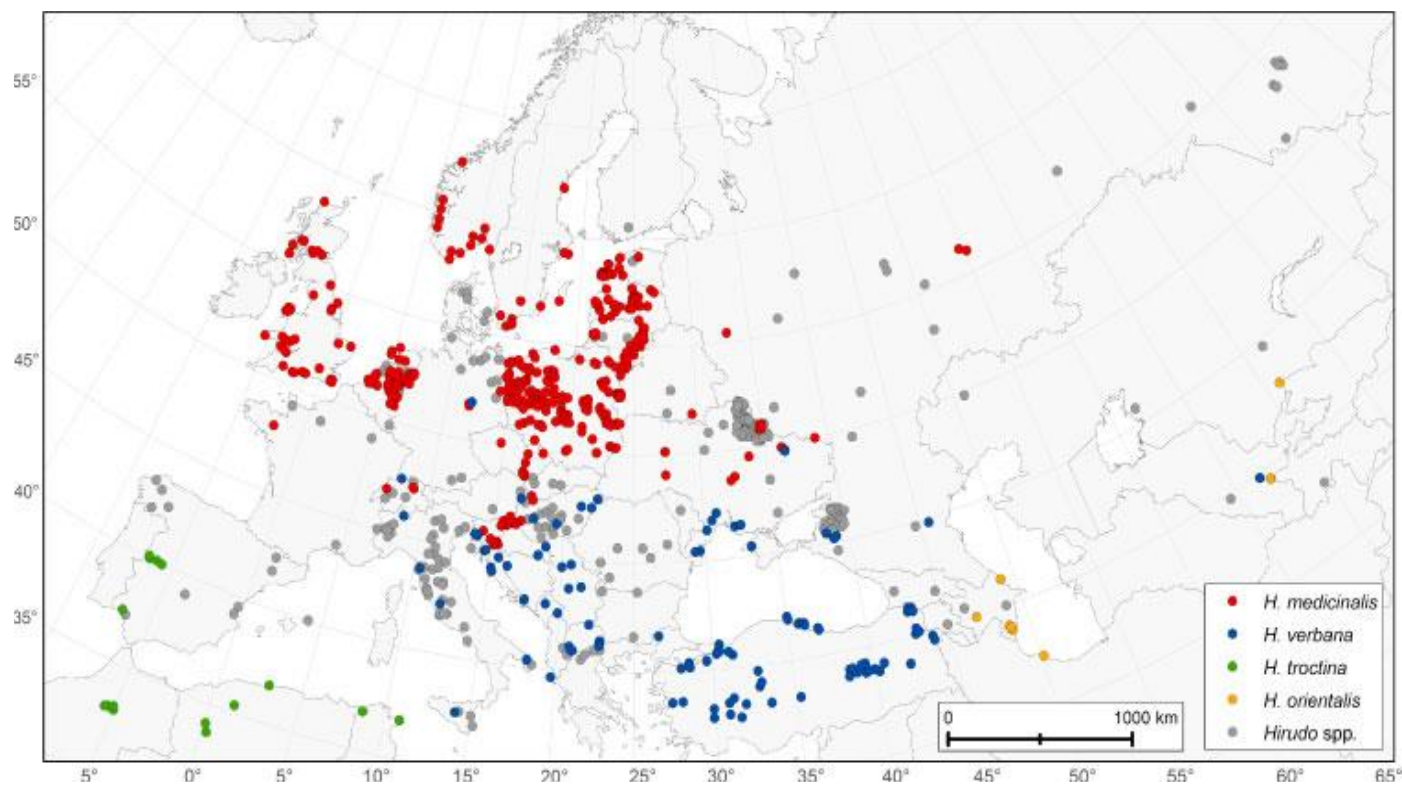 55°
50°
45°
40°
35°
5° 0° 5° 10° 15° 20° 25° 30° 35° 40° 45° 50° 55° 60° 65°
H. medicinalis
H. verbana
H. troctina
H. orientalis
Hirudo spp.
0 1000 km